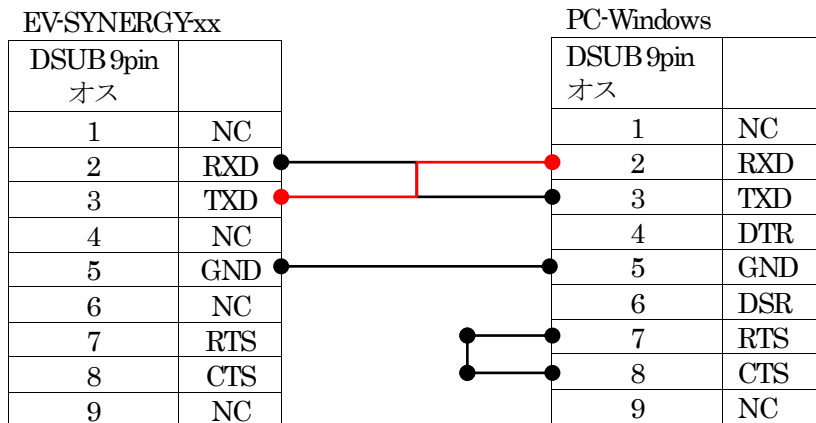 EV-SYNERGY-xx
DSUB 9pin
オス
1 NC
2 RXD
3 TXD
4 NC
5 GND
6 NC
7 RTS
8 CTS
9 NC
PC-Windows
DSUB 9pin
オス
1 NC
2 RXD
3 TXD
4 DTR
5 GND
6 DSR
7 RTS
8 CTS
9 NC